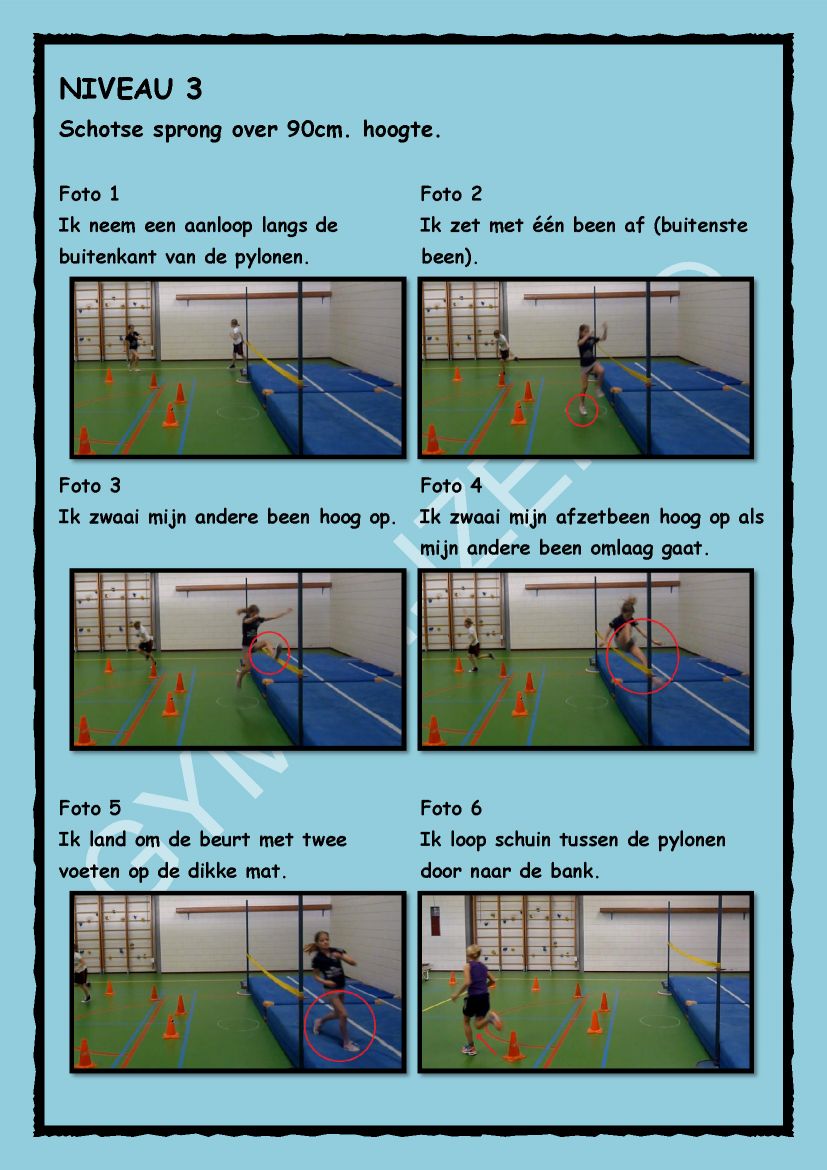 NIVEAU 3
Schotse sprong over 90cm. hoogte.
Foto 1
Ik neem een aanloop langs de
buitenkant van de pylonen.
Foto 2
Ik zet met één been af (buitenste
been).
Foto 3
Ik zwaai mijn andere been hoog op.
Foto 4
Ik zwaai mijn afzetbeen hoog op als
mijn andere been omlaag gaat.
Foto 5
Ik land om de beurt met twee
voeten op de dikke mat.
Foto 6
Ik loop schuin tussen de pylonen
door naar de bank.